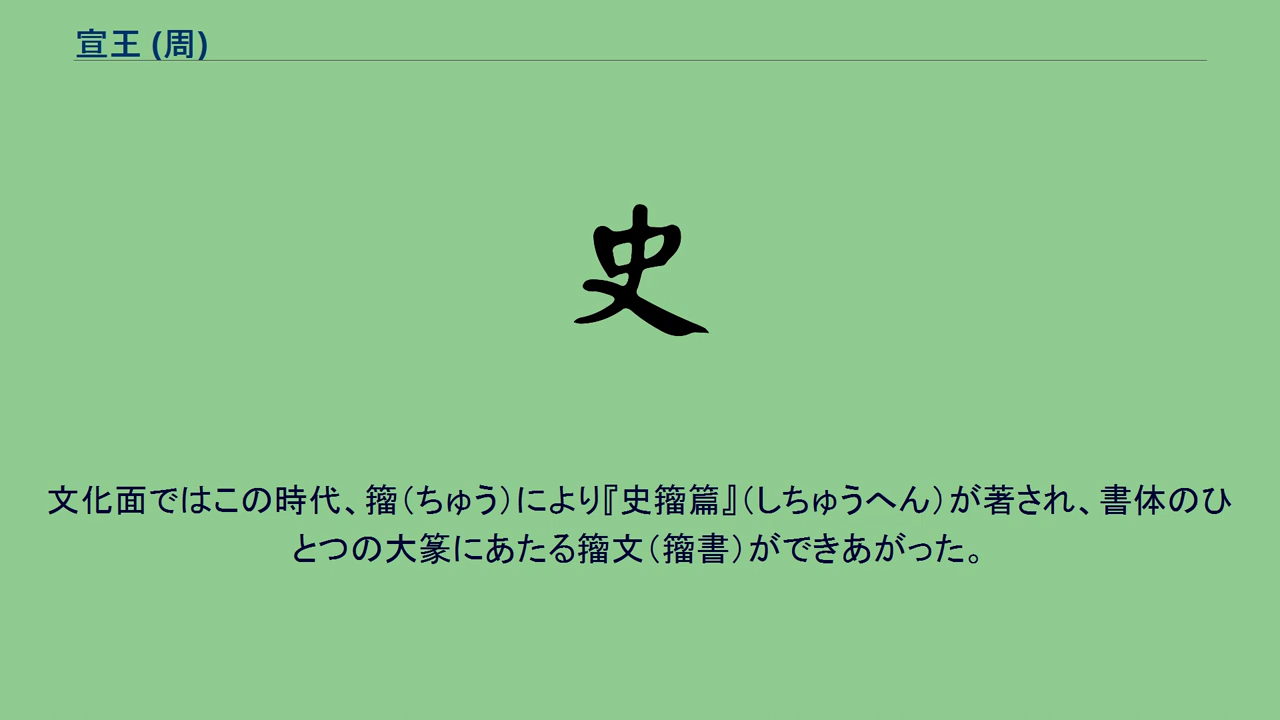 宣王 (周)
史
文化面ではこの時代、籀（ちゅう）により『史籀篇』（しちゅうへん）が著され、書体のひ
とつの大篆にあたる籀文（籀書）ができあがった。